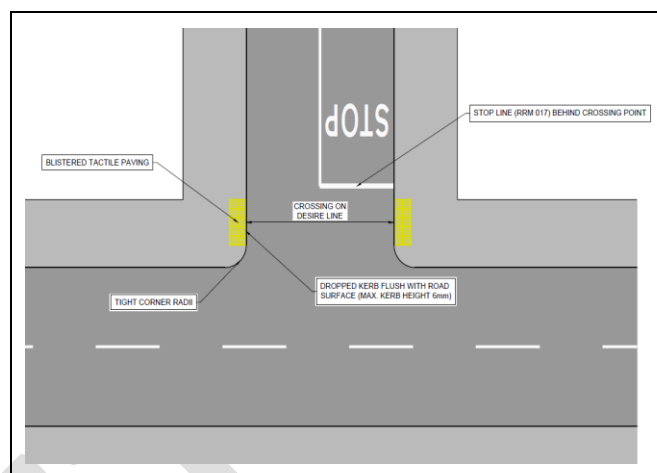 STOP
STOP LINE (RRM 017) BEHIND CROSSING POINT
BLISTERED TACTILE PAVING
CROSSING ON
DESIRE LINE
DROPPED KERB FLUSH WITH ROAD
SURFACE (MAX. KERB HEIGHT 6mm)
TIGHT CORNER RADII